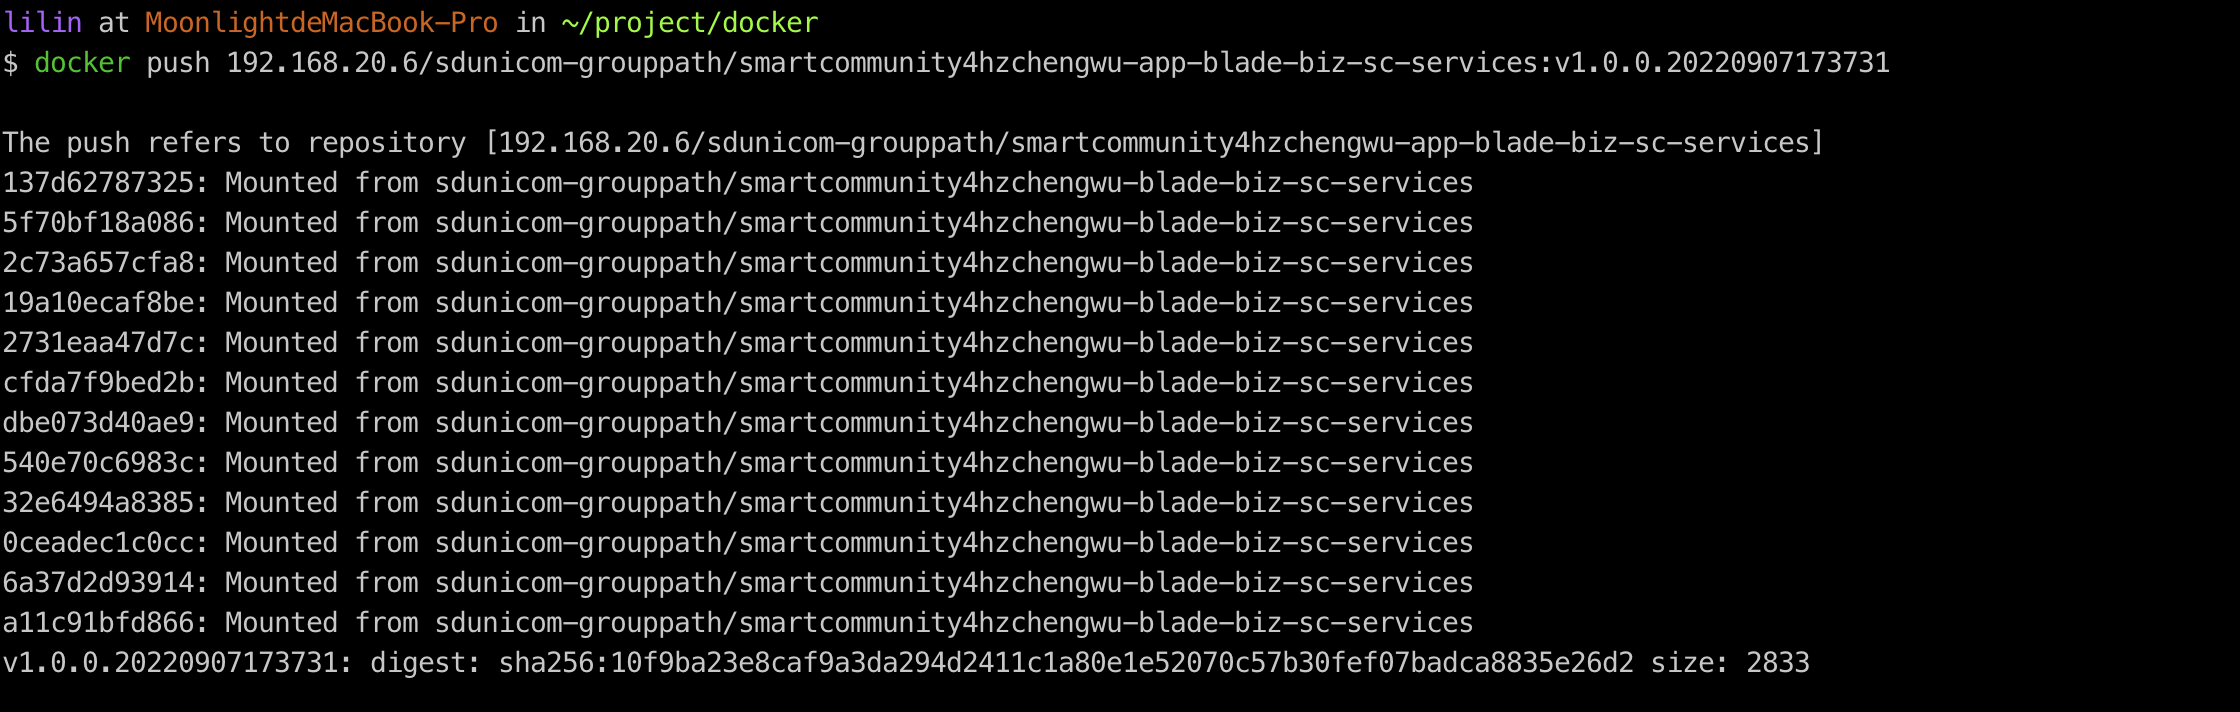 lilin at MoonlightdeMacBook-Pro in ~/project/docker
$ docker push 192.168.20.6/sdunicom-grouppath/smartcommunity4hzchengwu-app-blade-biz-sc-services:v1.0.0.20220907173731
The push refers to repository [192.168.20.6/sdunicom-grouppath/smartcommunity4hzchengwu-app-blade-biz-sc-services]
137d62787325: Mounted from sdunicom-grouppath/smartcommunity4hzchengwu-blade-biz-sc-services
5f70bf18a086: Mounted from sdunicom-grouppath/smartcommunity4hzchengwu-blade-biz-sc-services
2c73a657cfa8: Mounted from sdunicom-grouppath/smartcommunity4hzchengwu-blade-biz-sc-services
19a10ecaf8be: Mounted from sdunicom-grouppath/smartcommunity4hzchengwu-blade-biz-sc-services
2731eaa47d7c: Mounted from sdunicom-grouppath/smartcommunity4hzchengwu-blade-biz-sc-services
cfda7f9bed2b: Mounted from sdunicom-grouppath/smartcommunity4hzchengwu-blade-biz-sc-services
dbe073d40ae9: Mounted from sdunicom-grouppath/smartcommunity4hzchengwu-blade-biz-sc-services
540e70c6983c: Mounted from sdunicom-grouppath/smartcommunity4hzchengwu-blade-biz-sc-services
32e6494a8385: Mounted from sdunicom-grouppath/smartcommunity4hzchengwu-blade-biz-sc-services
0ceadec1c0cc: Mounted from sdunicom-grouppath/smartcommunity4hzchengwu-blade-biz-sc-services
6a37d2d93914: Mounted from sdunicom-grouppath/smartcommunity4hzchengwu-blade-biz-sc-services
a11c91bfd866: Mounted from sdunicom-grouppath/smartcommunity4hzchengwu-blade-biz-sc-services
v1.0.0.20220907173731: digest: sha256:10f9ba23e8caf9a3da294d2411c1a80e1e52070c57b30fef07badca8835e26d2 size: 2833